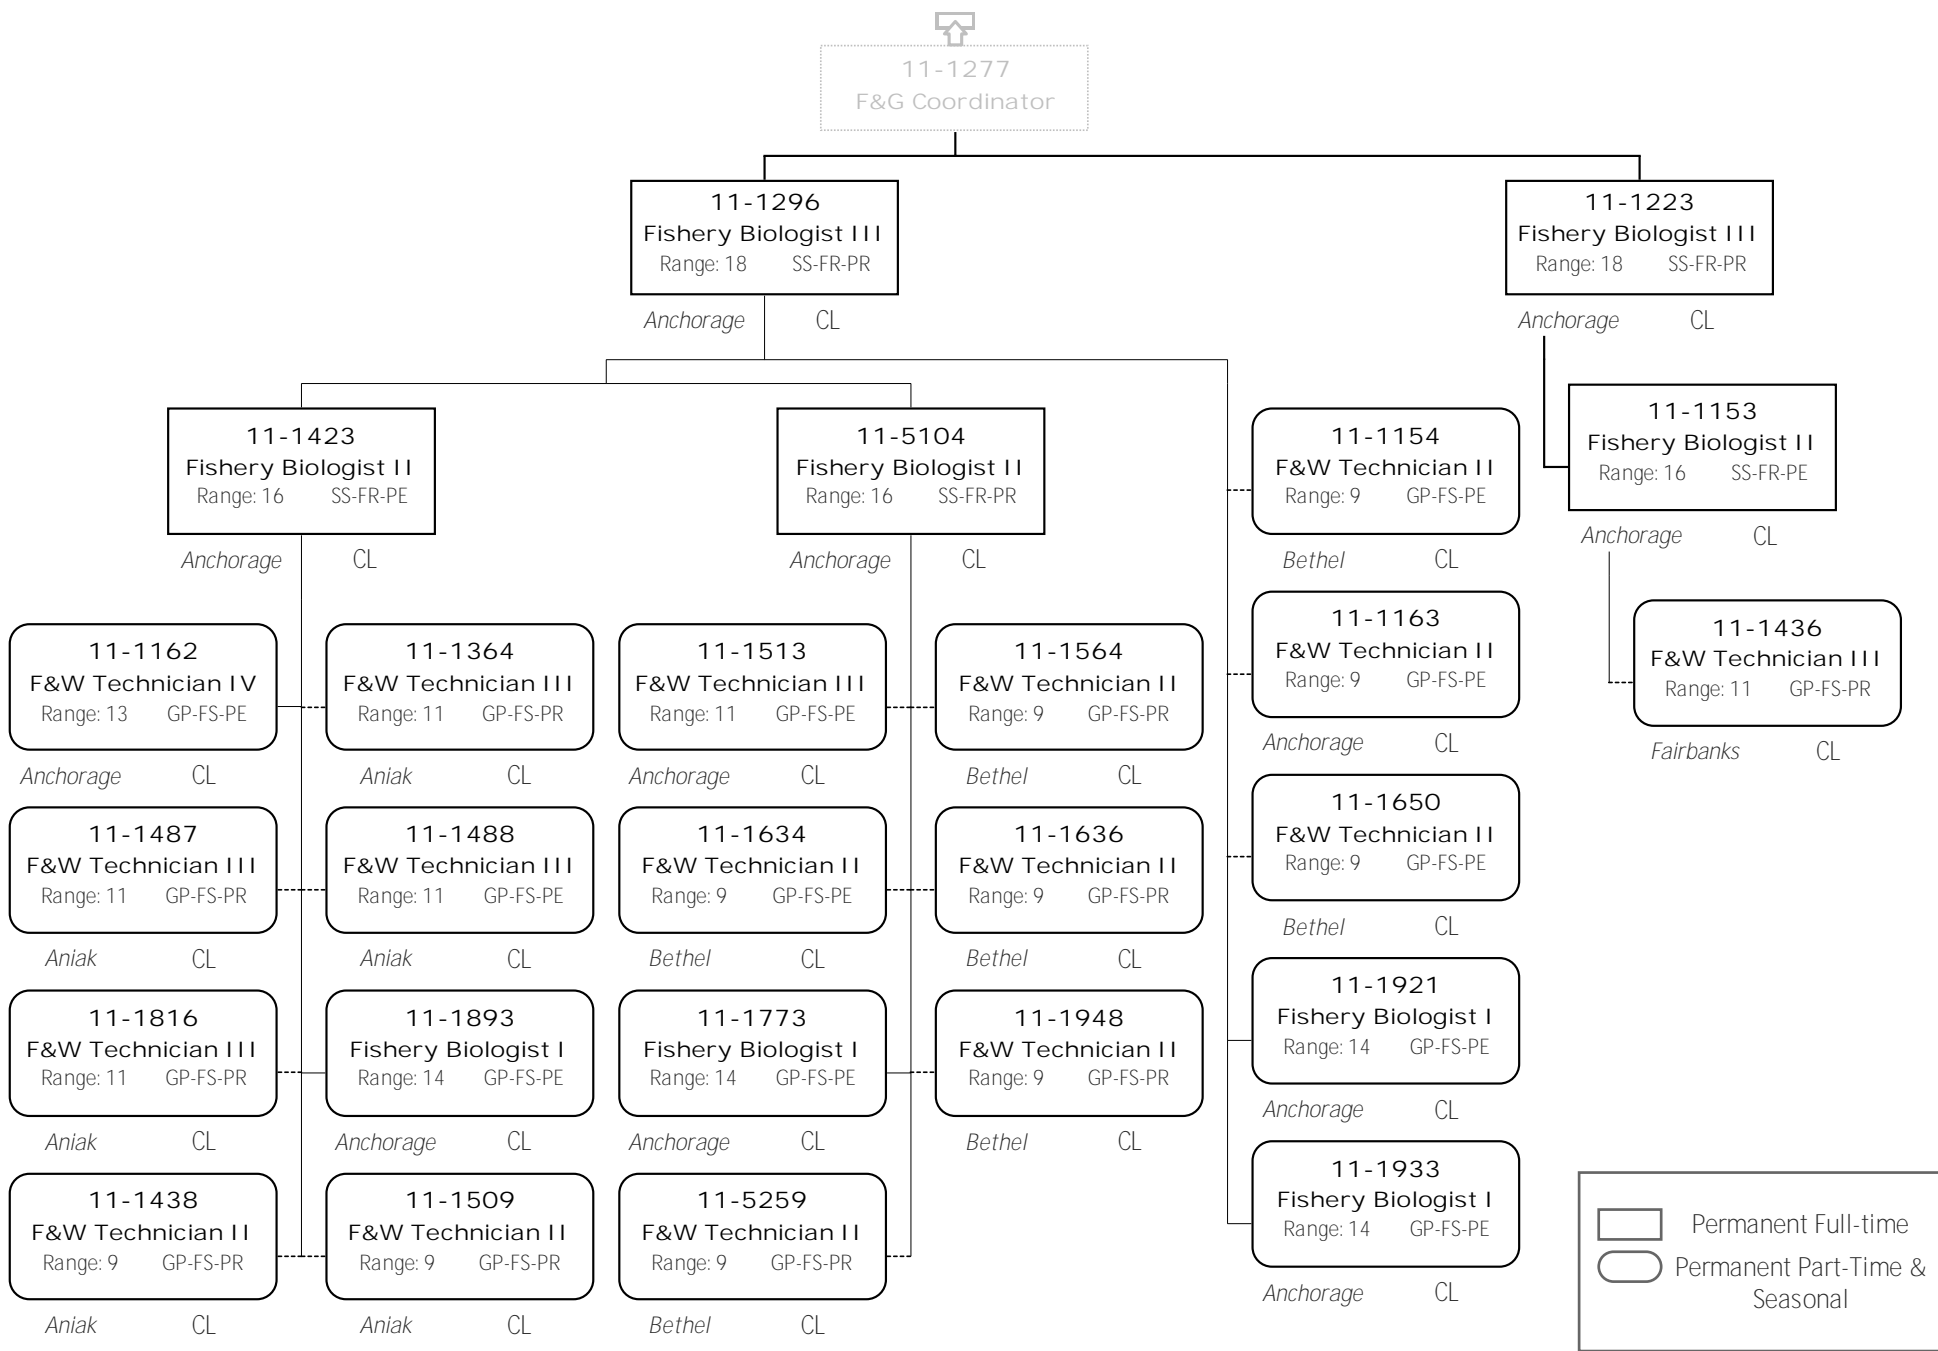 11-1277
F&G Coordinator
11-1296
Fishery Biologist III
Range: 18 SS-FR-PR
Anchorage CL
11-1223
Fishery Biologist III
Range: 18 SS-FR-PR
Anchorage CL
11-1423
Fishery Biologist II
Range: 16 SS-FR-PE
Anchorage CL
11-5104
Fishery Biologist II
Range: 16 SS-FR-PR
Anchorage CL
11-1154
F&W Technician II
Range: 9 GP-FS-PE
Bethel CL
11-1153
Fishery Biologist II
Range: 16 SS-FR-PE
Anchorage CL
11-1162
F&W Technician IV
Range: 13 GP-FS-PE
Anchorage CL
11-1364
F&W Technician III
Range: 11 GP-FS-PR
Aniak CL
11-1513
F&W Technician III
Range: 11 GP-FS-PE
Anchorage CL
11-1564
F&W Technician II
Range: 9 GP-FS-PR
Bethel CL
11-1163
F&W Technician II
Range: 9 GP-FS-PE
Anchorage CL
11-1436
F&W Technician III
Range: 11 GP-FS-PR
Fairbanks CL
11-1487
F&W Technician III
Range: 11 GP-FS-PR
Aniak CL
11-1488
F&W Technician III
Range: 11 GP-FS-PE
Aniak CL
11-1634
F&W Technician II
Range: 9 GP-FS-PE
Bethel CL
11-1636
F&W Technician II
Range: 9 GP-FS-PR
Bethel CL
11-1650
F&W Technician II
Range: 9 GP-FS-PE
Bethel CL
11-1816
F&W Technician III
Range: 11 GP-FS-PR
Aniak CL
11-1893
Fishery Biologist I
Range: 14 GP-FS-PE
Anchorage CL
11-1773
Fishery Biologist I
Range: 14 GP-FS-PE
Anchorage CL
11-1948
F&W Technician II
Range: 9 GP-FS-PR
Bethel CL
11-1921
Fishery Biologist I
Range: 14 GP-FS-PE
Anchorage CL
11-1438
F&W Technician II
Range: 9 GP-FS-PR
Aniak CL
11-1509
F&W Technician II
Range: 9 GP-FS-PR
Aniak CL
11-5259
F&W Technician II
Range: 9 GP-FS-PR
Bethel CL
11-1933
Fishery Biologist I
Range: 14 GP-FS-PE
Anchorage CL
Permanent Full-time
Permanent Part-Time &
Seasonal